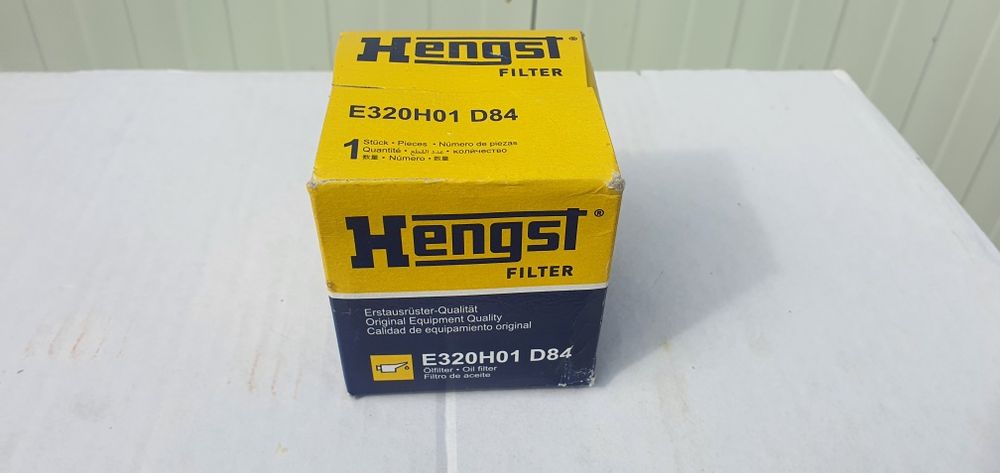 Hengst®
FILTER
E320H01 D84
1 Stück • Pieces • Número de piezas
Quantité • عدد القطع • количество
数量 • Número • 数量
Hengst®
FILTER
Erstausrüster-Qualität
Original Equipment Quality
Calidad de equipamiento original
E320H01 D84
Ölfilter • Oil filter
Filtro de aceite